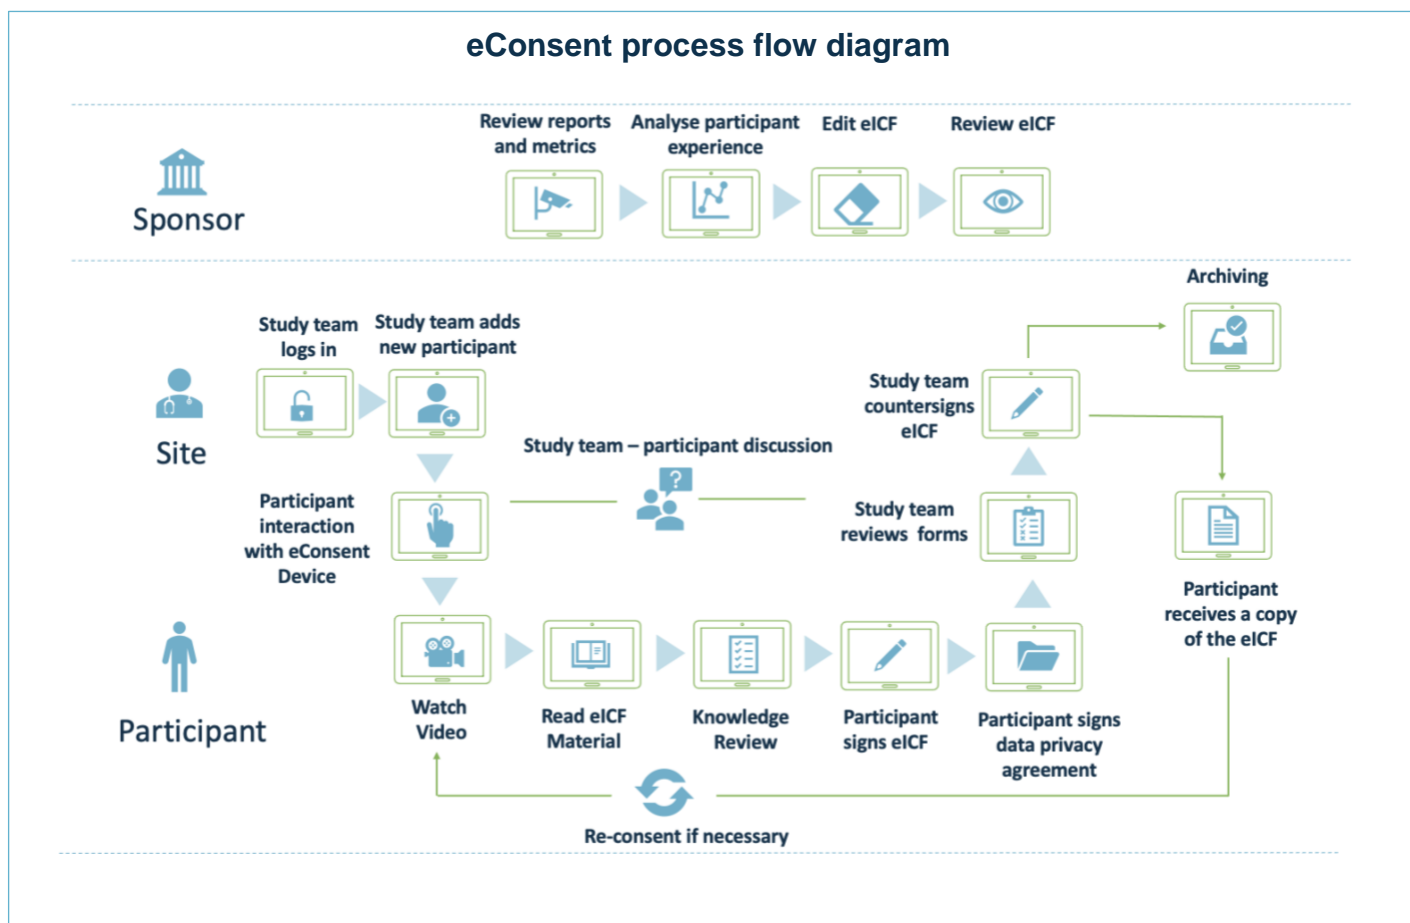 eConsent process flow diagram
Review reports
and metrics
Analyse participant
experience
Edit eICF
Review eICF
Sponsor
Archiving
Study team
logs in
Study team adds
new participant
Study team
countersigns
eICF
Site
Study team – participant discussion
?
Participant
interaction
with eConsent
Device
Study team
reviews  forms
Participant
receives a copy
of the eICF
Participant
Watch
Video
Read eICF
Material
Knowledge
Review
Participant
signs eICF
Participant signs
data privacy
agreement
Re-consent if necessary